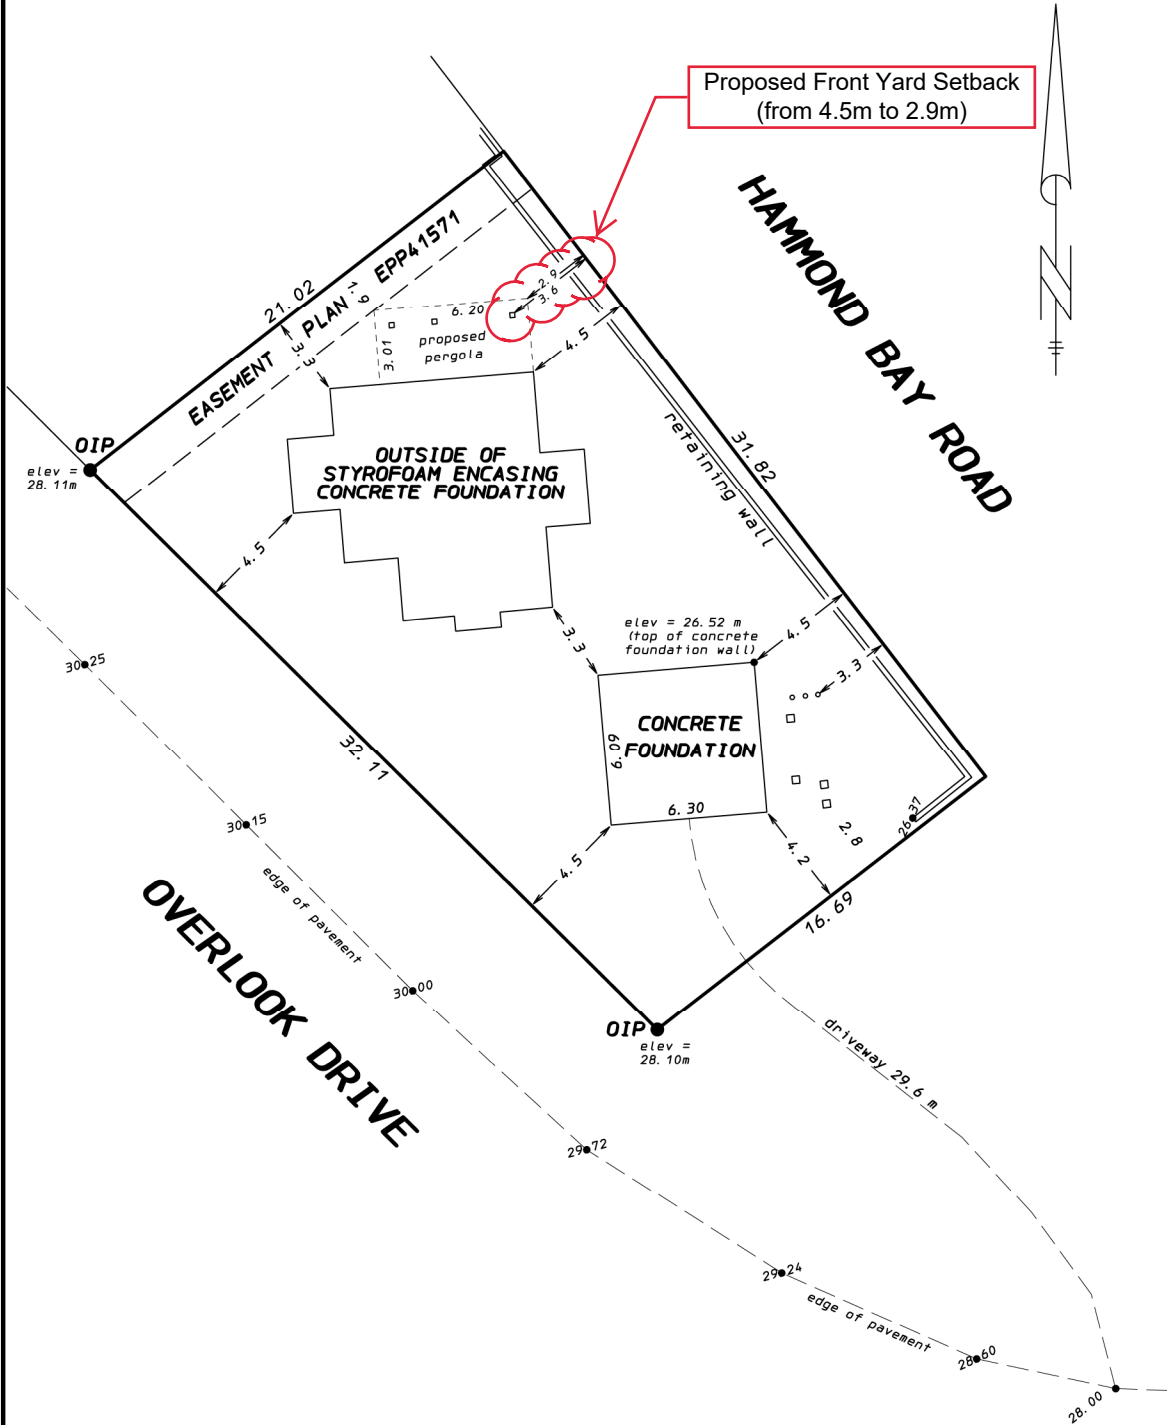 Proposed Front Yard Setback
(from 4.5m to 2.9m)
HAMMOND BAY ROAD
21.02
EASEMENT PLAN EPP41571
1.9
2.9
3.6
6.20
3.01
proposed
pergola
3.3
4.5
OIP
elev =
28.11m
OUTSIDE OF
STYROFOAM ENCASING
CONCRETE FOUNDATION
31.82
retaining wall
4.5
3.3
elev = 26.52 m
(top of concrete
foundation wall)
4.5
3.3
30.25
CONCRETE
FOUNDATION
6.09
6.30
32.11
26.37
2.8
30.15
4.5
4.2
16.69
edge of pavement
OVERLOOK DRIVE
30.00
OIP
elev =
28.10m
driveway 29.6 m
29.72
29.24
edge of pavement
28.60
28.00
N